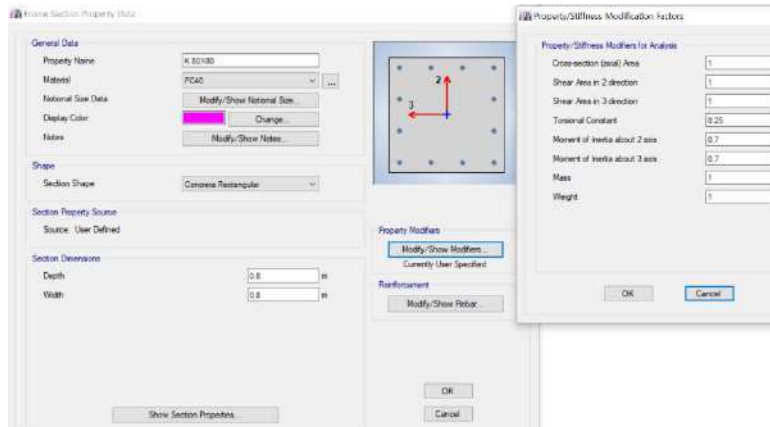 Frame Section Property Data
General Data
Property Name
K 80X80
Material
FC40
...
Notional Size Data
Modify/Show Notional Size...
Display Color
Change...
Notes
Modify/Show Notes...
Shape
Section Shape
Concrete Rectangular
Section Property Source
Source: User Defined
Section Dimensions
Depth
0.8
m
Width
0.8
m
Show Section Properties...
2
3
Property Modifiers
Modify/Show Modifiers...
Currently User Specified
Reinforcement
Modify/Show Rebar...
OK
Cancel
Property/Stiffness Modification Factors
Property/Stiffness Modifiers for Analysis
Cross-section (axial) Area
1
Shear Area in 2 direction
1
Shear Area in 3 direction
1
Torsional Constant
0.25
Moment of Inertia about 2 axis
0.7
Moment of Inertia about 3 axis
0.7
Mass
1
Weight
1
OK
Cancel